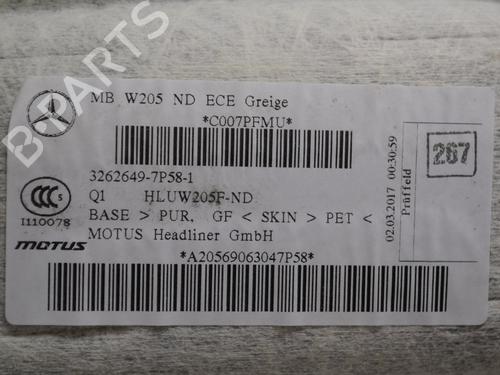 B-PARTS
MB W205 ND ECE Greige
*C007PFMU*
3262649-7P58-1
Q1 HLUW205F-ND
BASE > PUR, GF < SKIN > PET <
MOTUS Headliner GmbH
*A20569063047P58*
CCC S
I110078
MOTUS
02.03.2017 00:30:59
Prüffeld
267